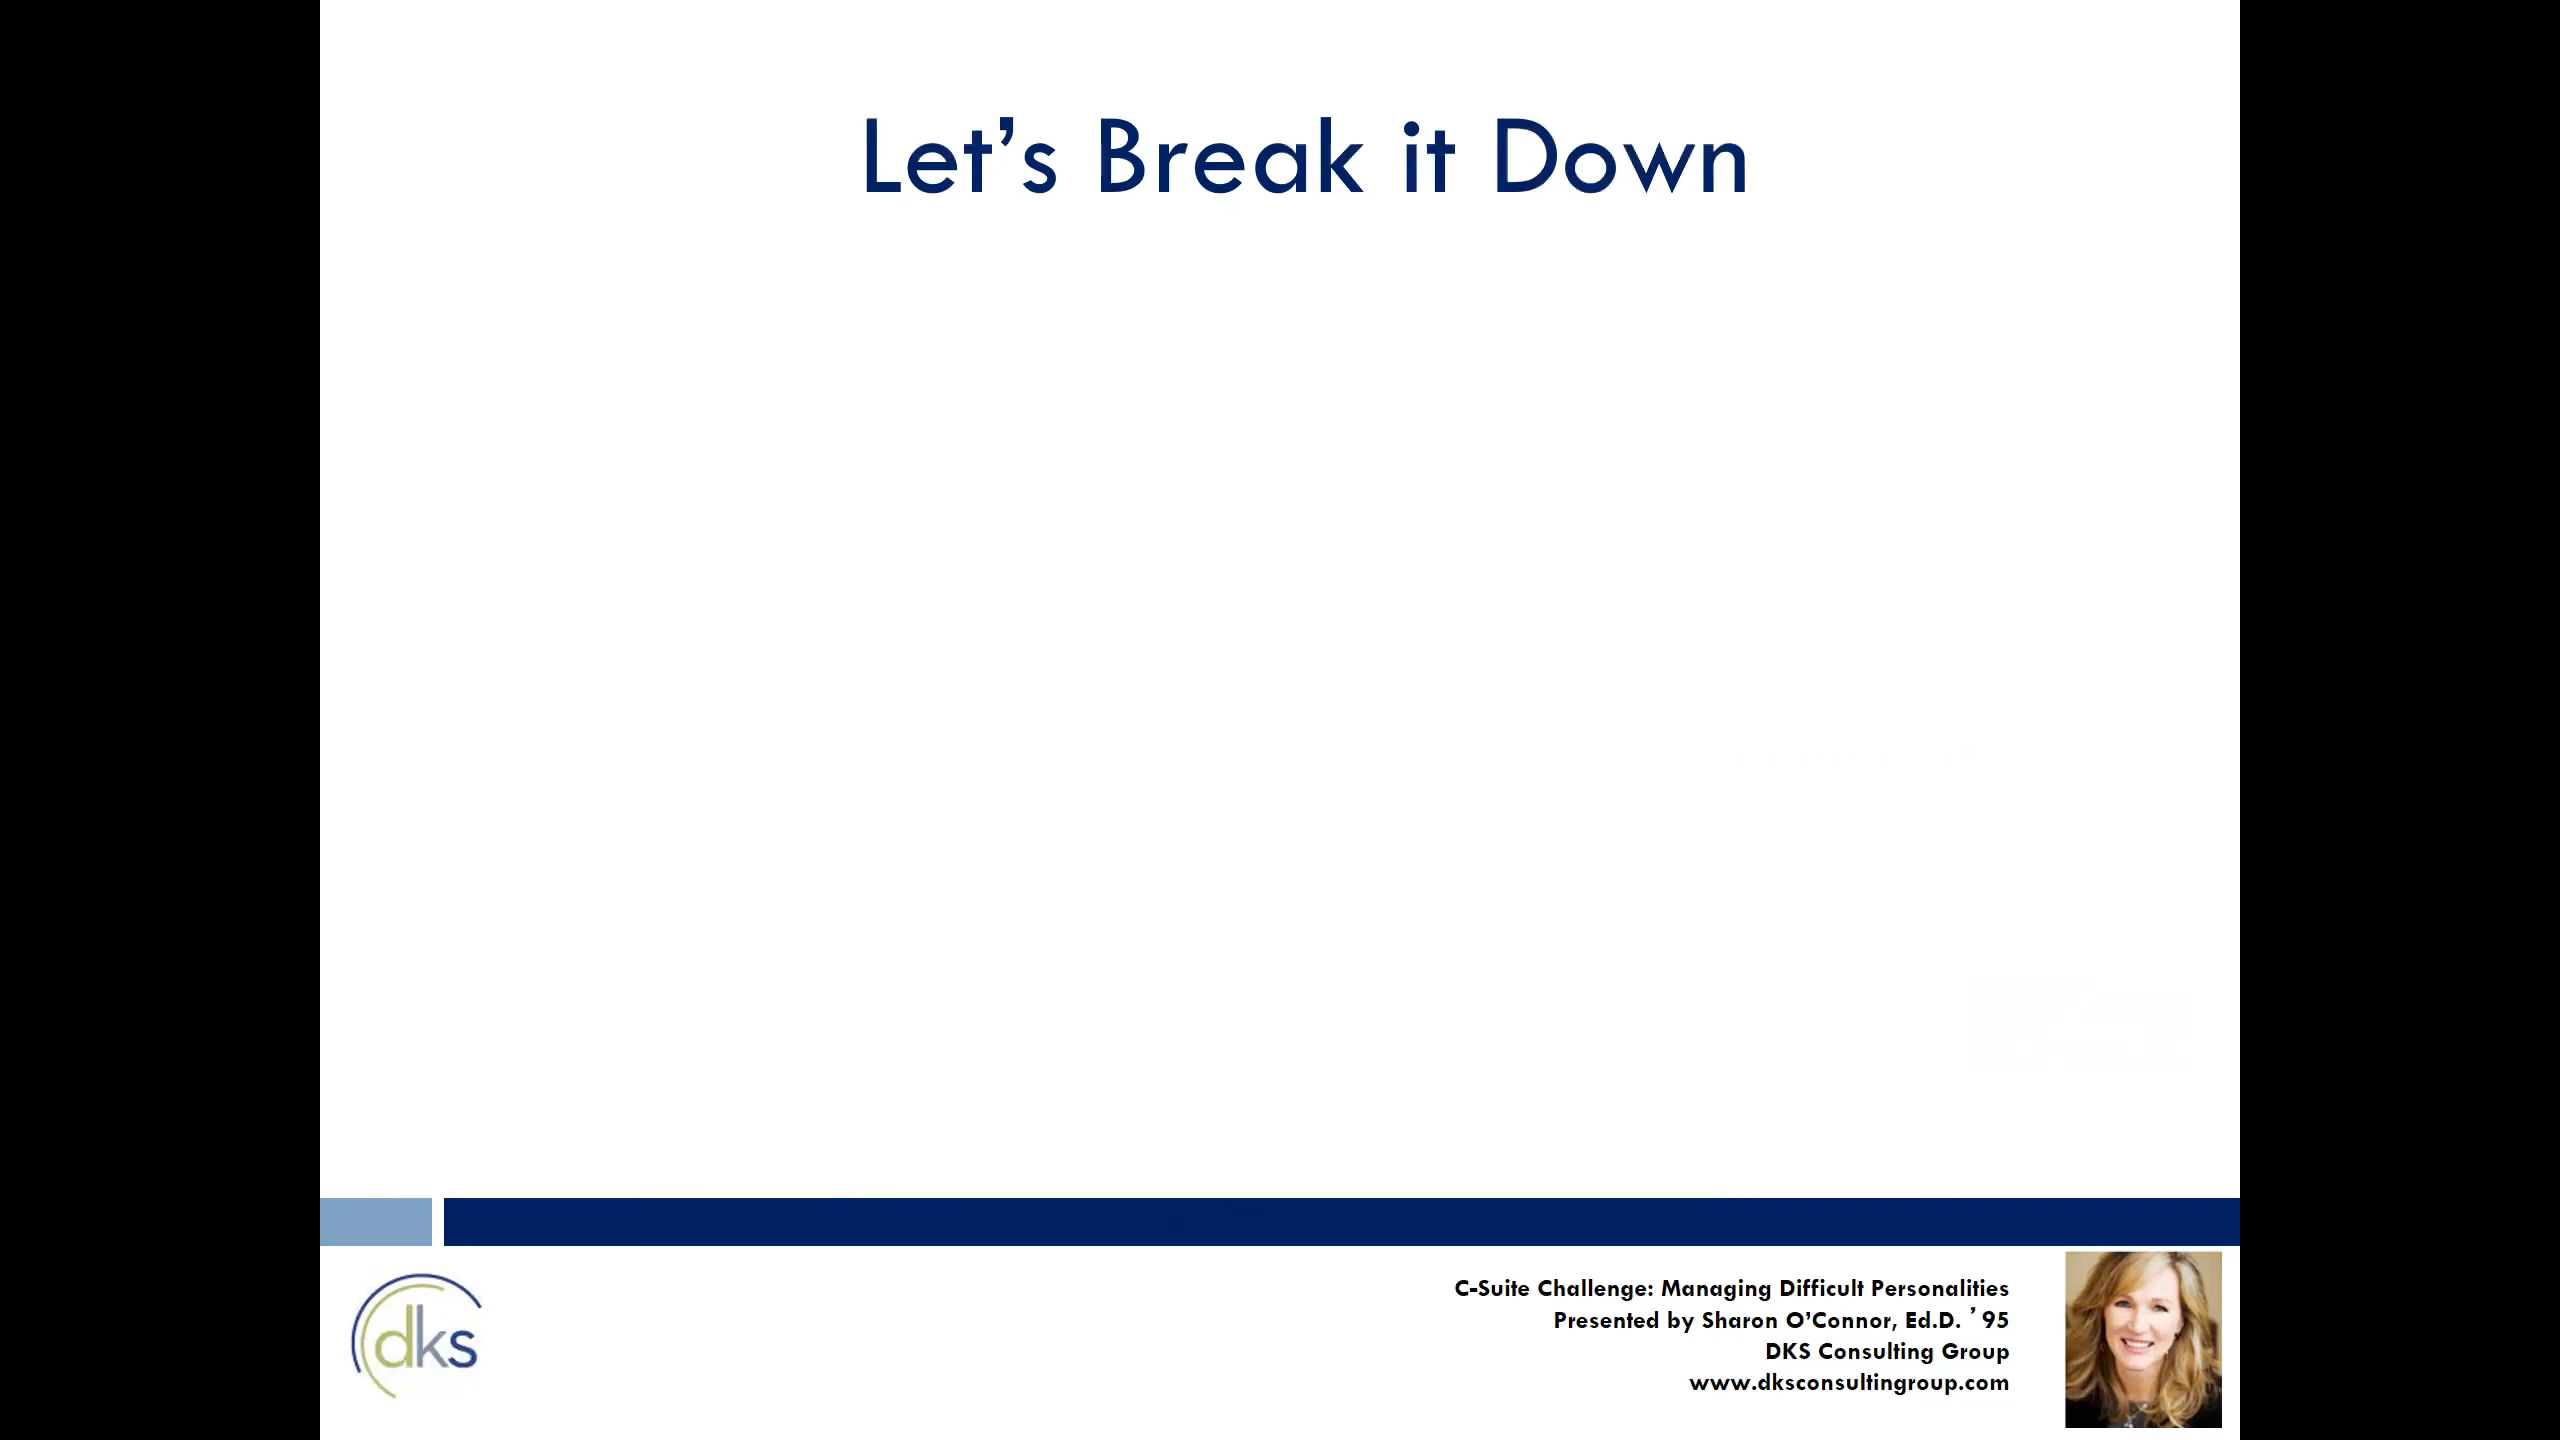 Let’s Break it Down
dks
C-Suite Challenge: Managing Difficult Personalities
Presented by Sharon O’Connor, Ed.D. ’95
DKS Consulting Group
www.dksconsultingroup.com